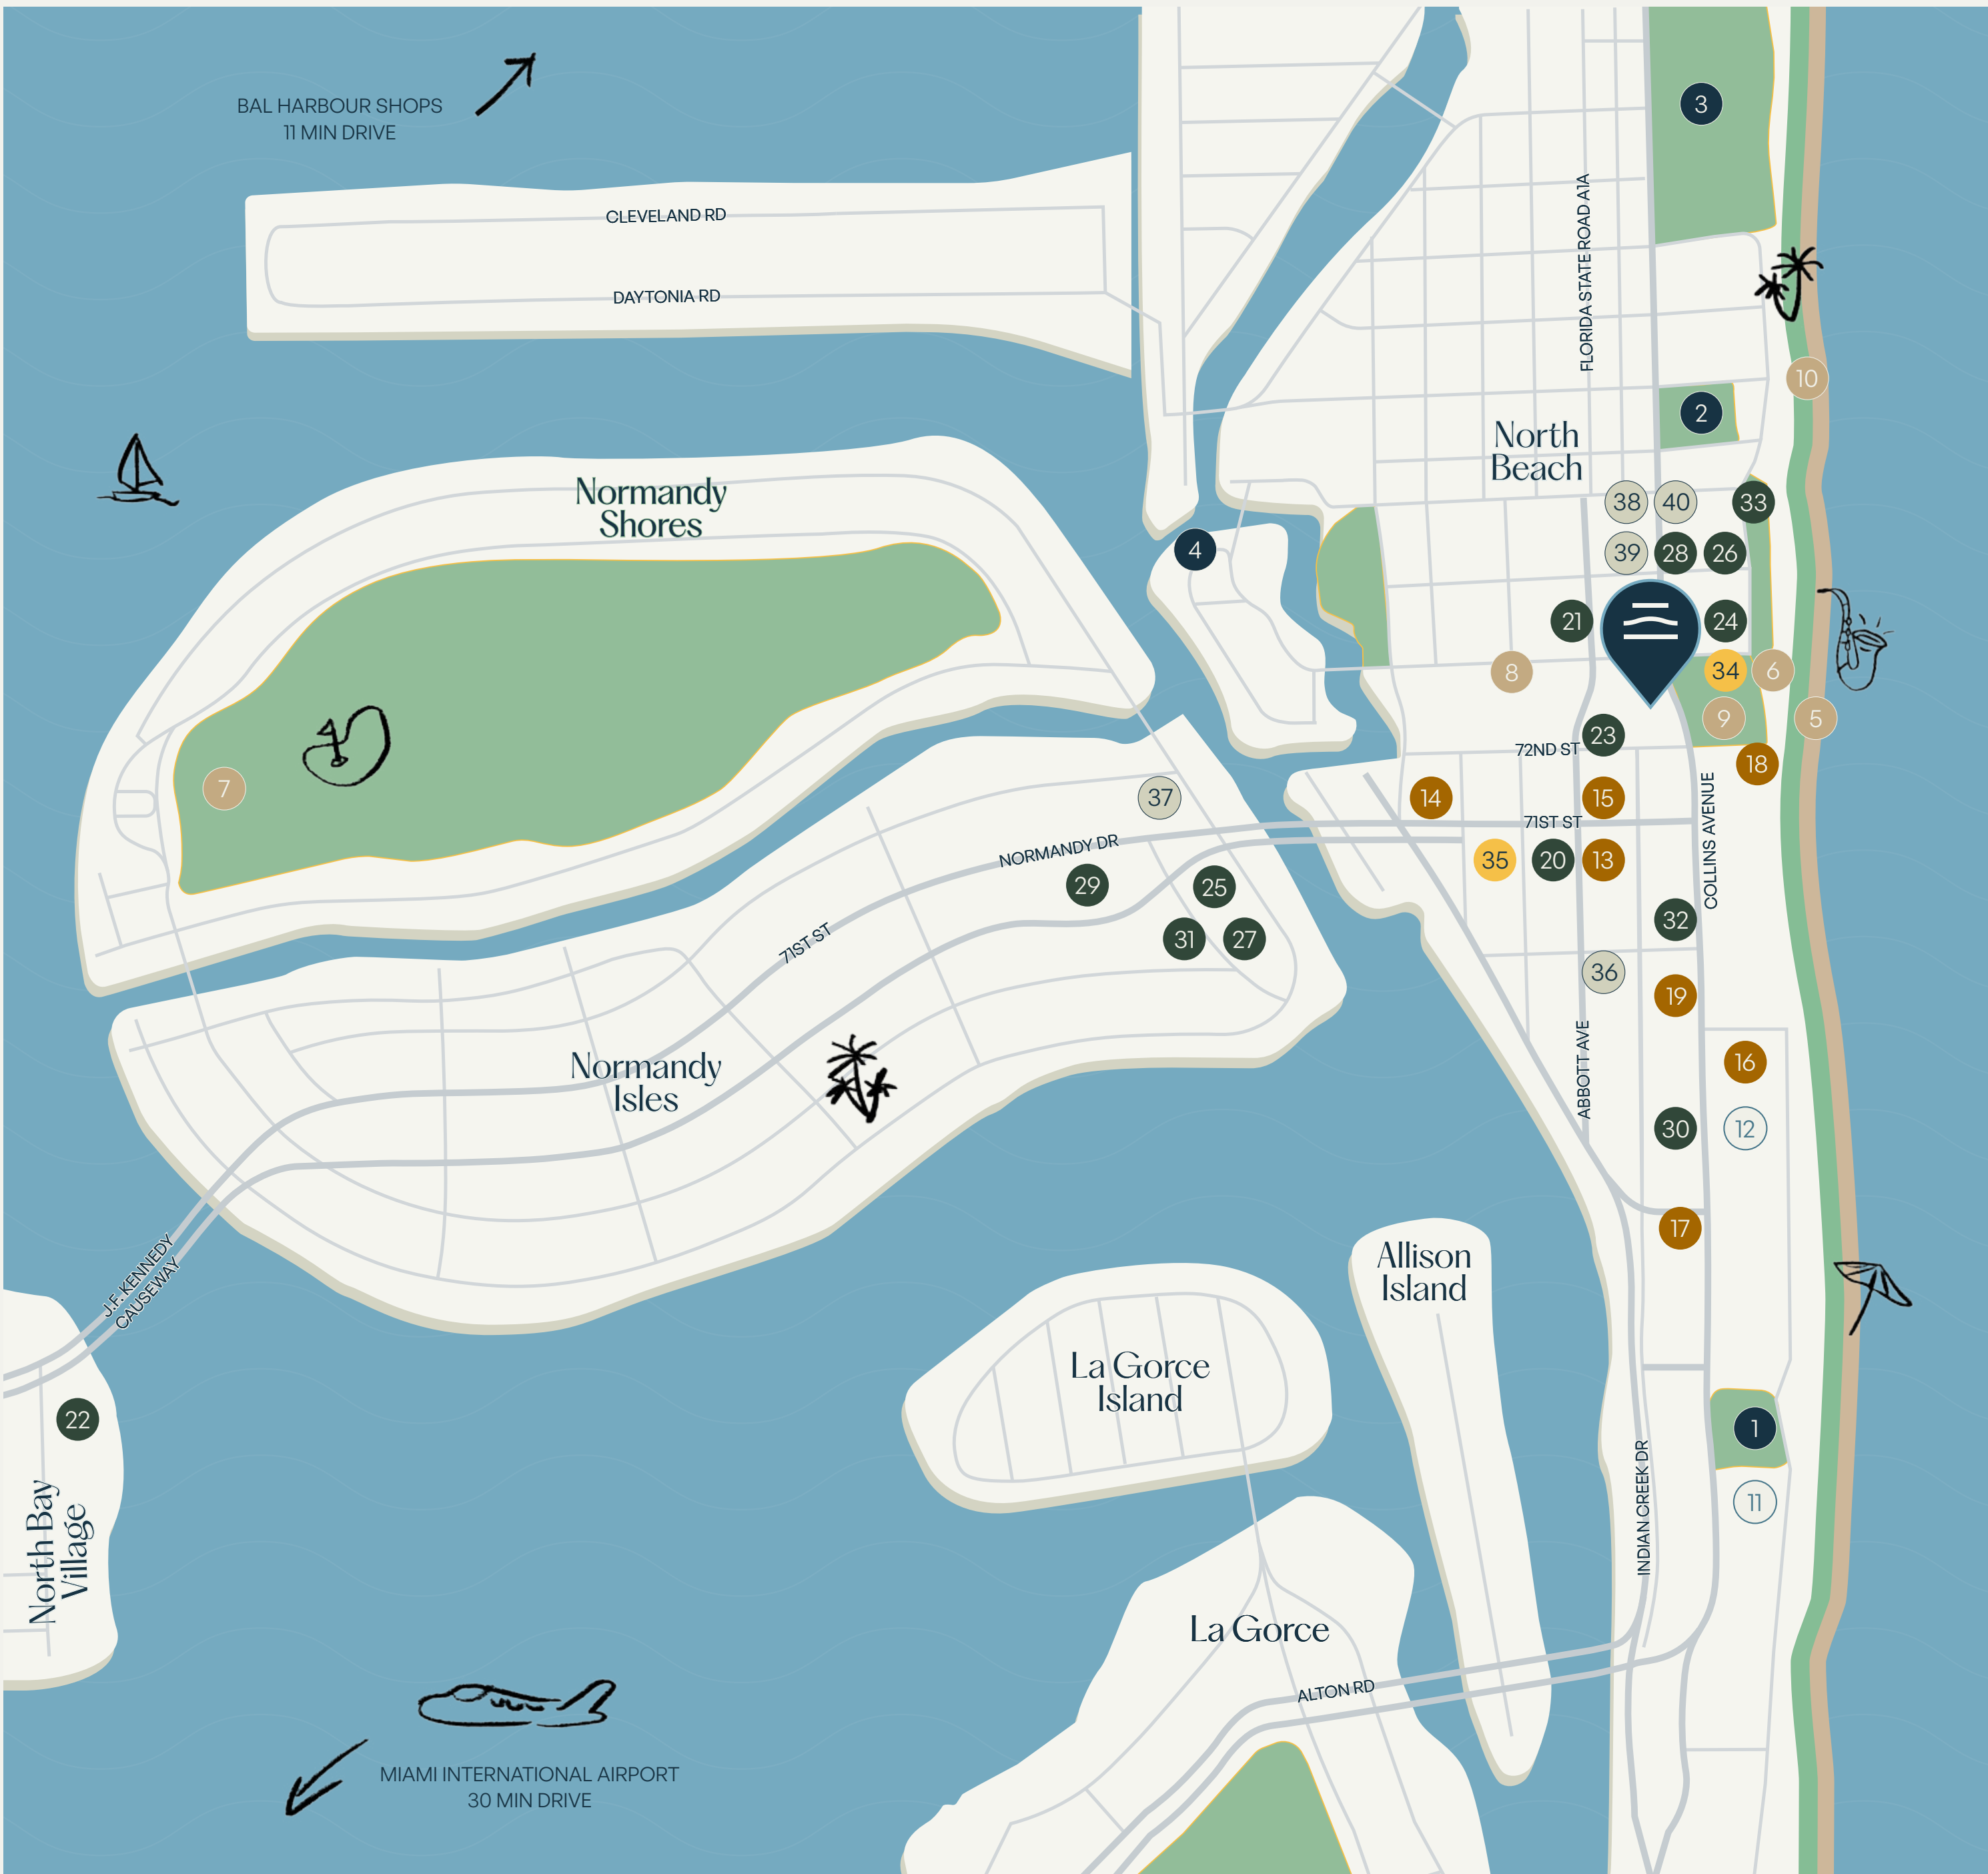 BAL HARBOUR SHOPS
11 MIN DRIVE
3
CLEVELAND RD
DAYTONIA RD
FLORIDA STATE ROAD A1A
10
2
North
Beach
Normandy
Shores
38
40
33
4
39
28
26
21
24
8
34
6
9
5
23
72ND ST
18
7
37
14
15
71ST ST
NORMANDY DR
COLLINS AVENUE
35
20
13
29
25
32
31
27
71ST ST
36
19
Normandy
Isles
ABBOTT AVE
16
30
12
17
J.F. KENNEDY
CAUSEWAY
Allison
Island
La Gorce
Island
22
1
11
INDIAN CREEK DR
North Bay
Village
La Gorce
ALTON RD
MIAMI INTERNATIONAL AIRPORT
30 MIN DRIVE